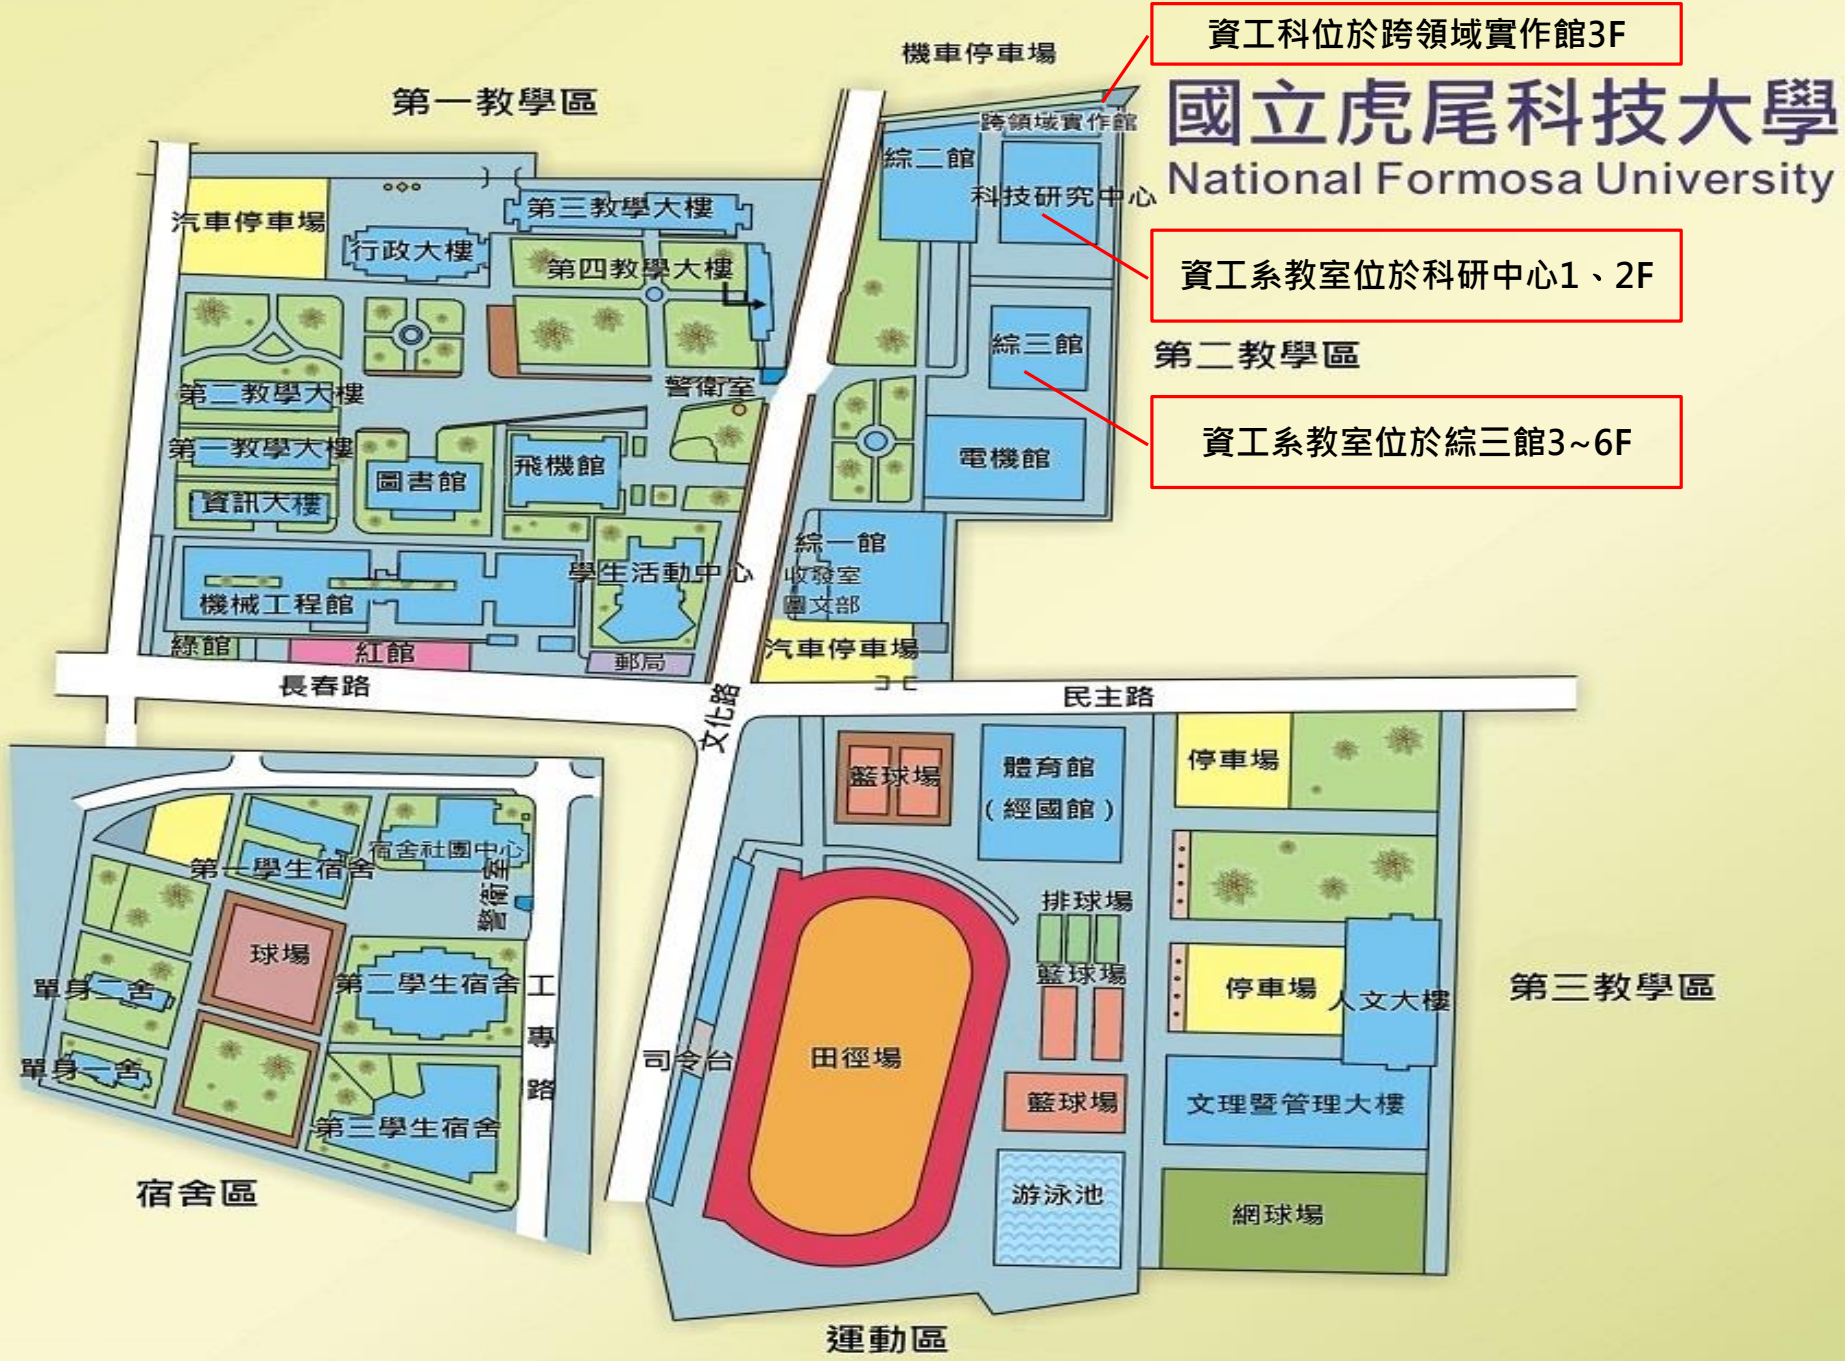 資工科位於跨領域實作館3F
機車停車場
國立虎尾科技大學
National Formosa University
第一教學區
跨領域實作館
綜二館
科技研究中心
汽車停車場
第三教學大樓
行政大樓
第四教學大樓
資工系教室位於科研中心1、2F
綜三館
第二教學區
警衛室
第二教學大樓
第一教學大樓
資工系教室位於綜三館3~6F
電機館
圖書館
飛機館
資訊大樓
綜一館
收發室
圖文部
學生活動中心
機械工程館
綠館
紅館
郵局
汽車停車場
長春路
文化路
民主路
籃球場
體育館
(經國館)
停車場
宿舍社團中心
第一學生宿舍
警衛室
排球場
籃球場
球場
第二學生宿舍
工專路
單身二舍
停車場
人文大樓
第三教學區
單身一舍
司令台
田徑場
籃球場
文理暨管理大樓
第三學生宿舍
宿舍區
游泳池
網球場
運動區